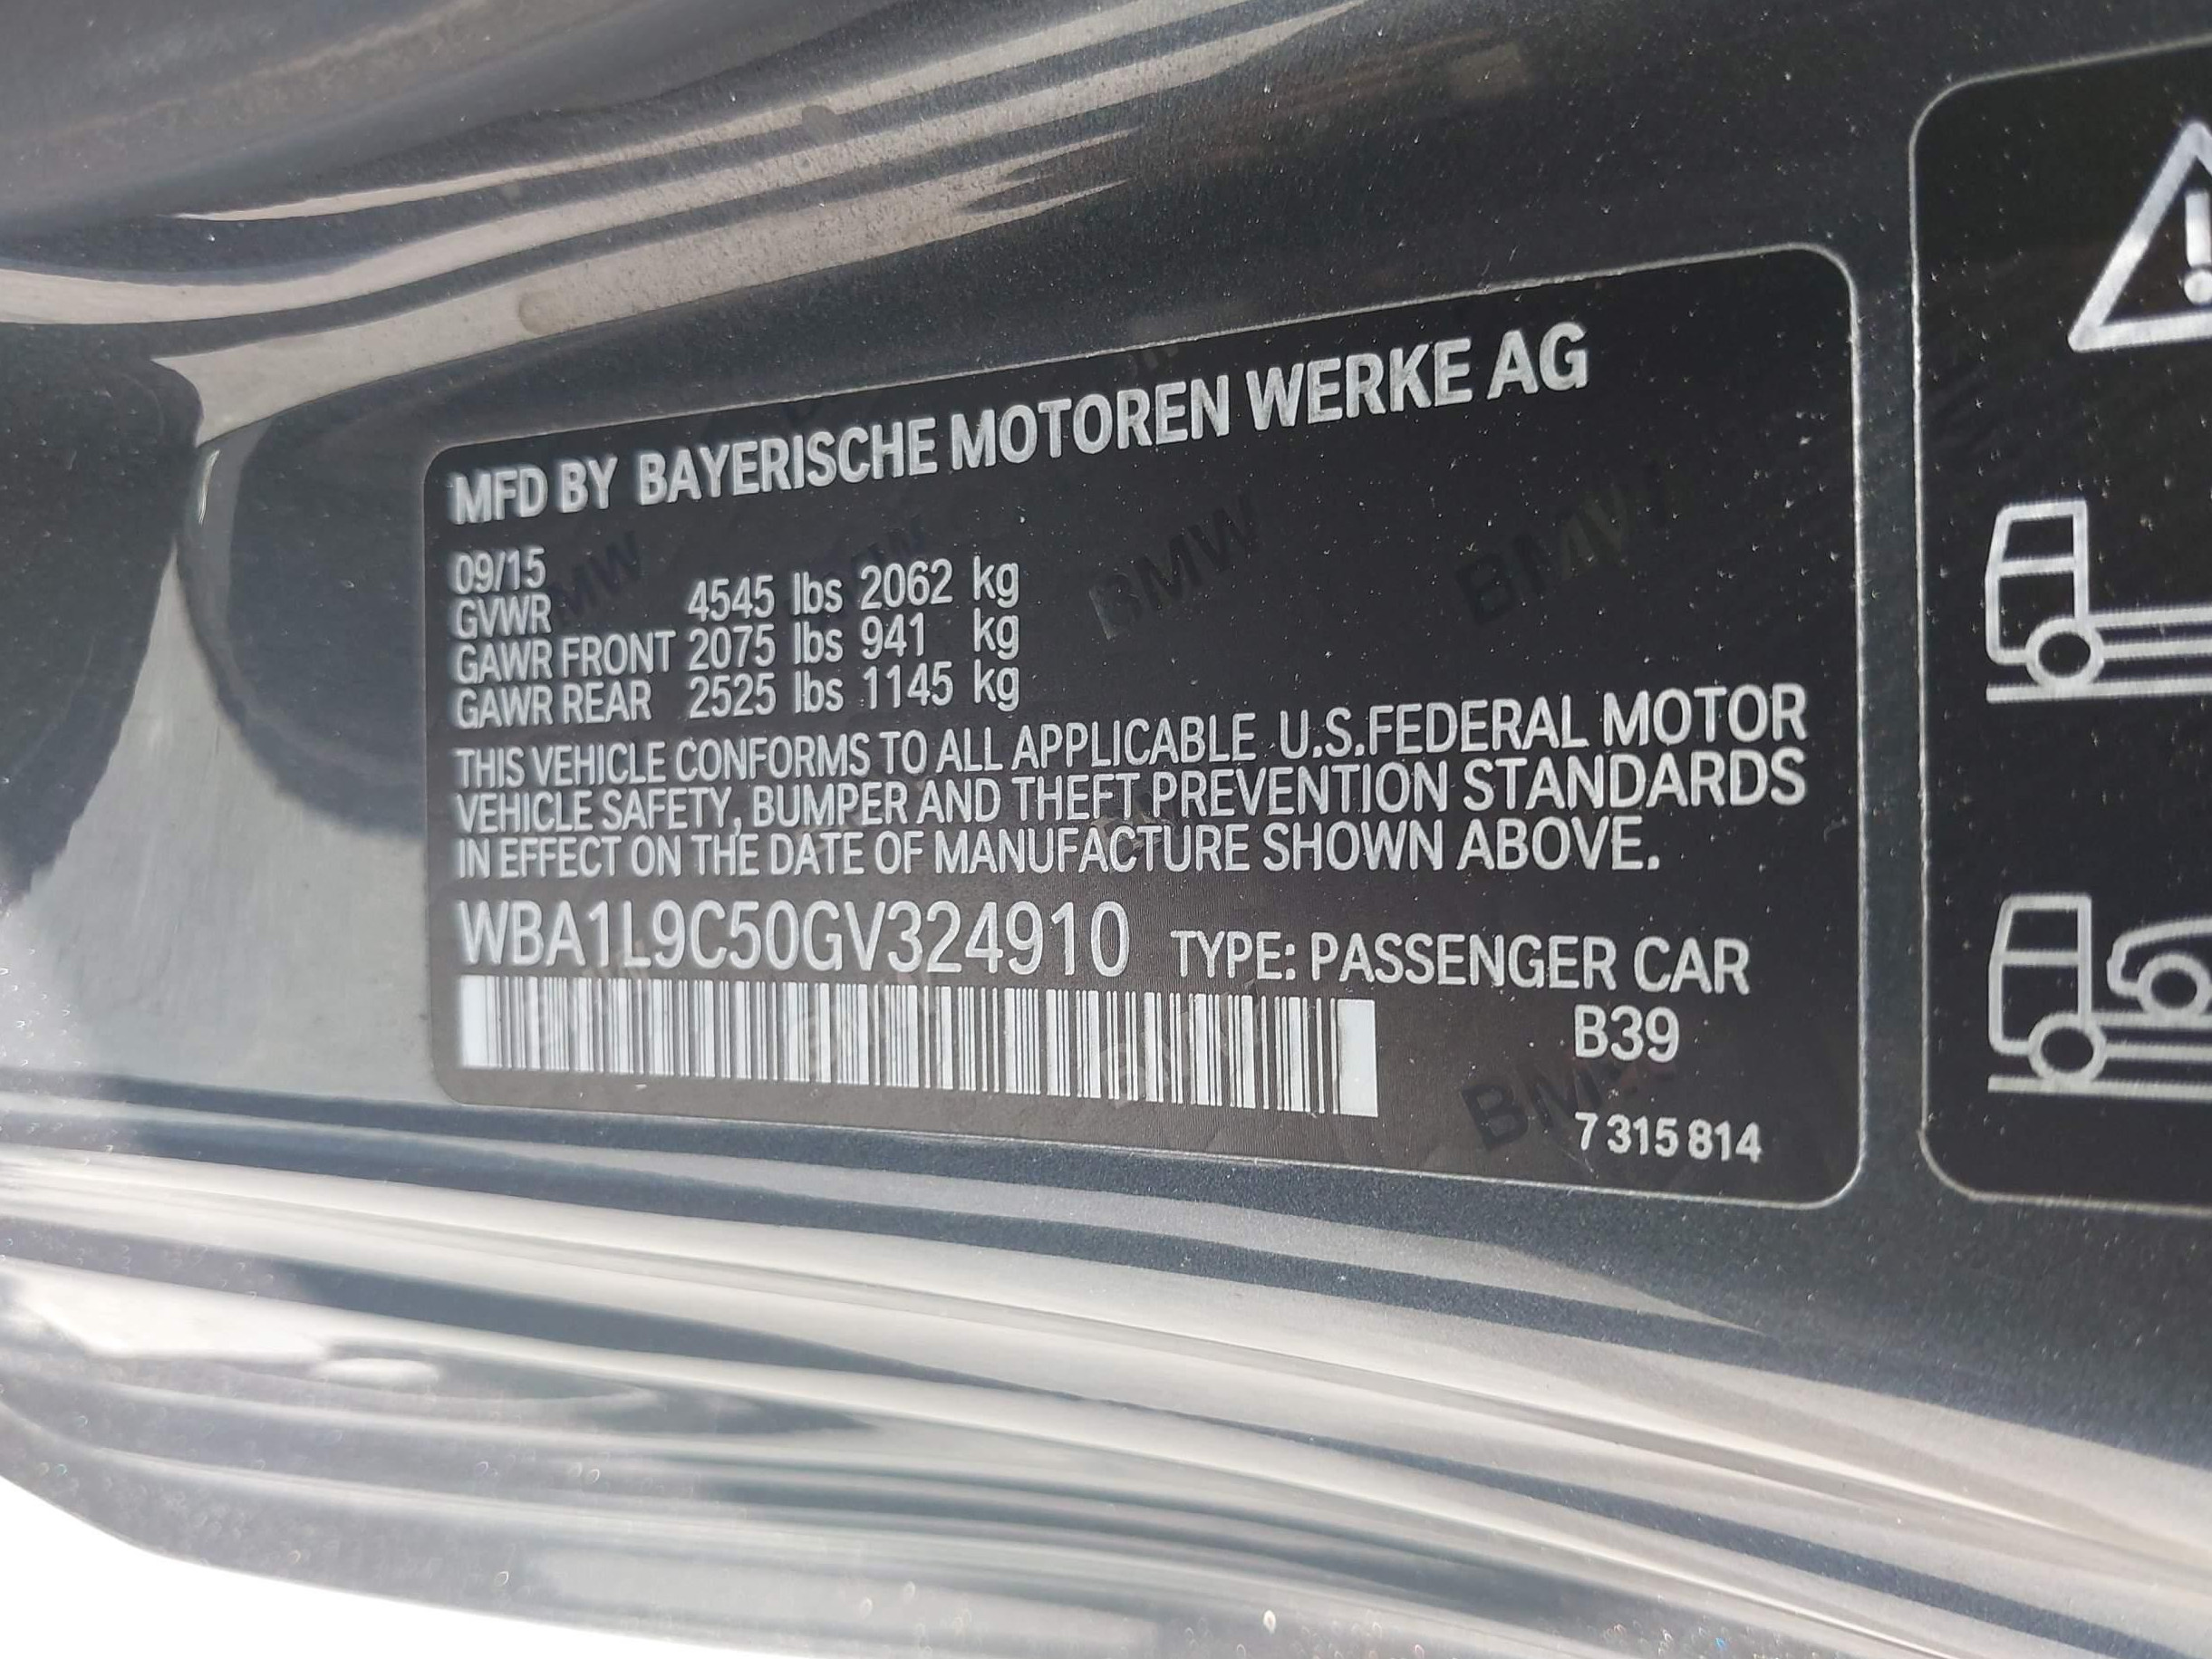 MFD BY BAYERISCHE MOTOREN WERKE AG
09/15
GVWR 4545 lbs 2062 kg
GAWR FRONT 2075 lbs 941 kg
GAWR REAR 2525 lbs 1145 kg
THIS VEHICLE CONFORMS TO ALL APPLICABLE U.S.FEDERAL MOTOR
VEHICLE SAFETY, BUMPER AND THEFT PREVENTION STANDARDS
IN EFFECT ON THE DATE OF MANUFACTURE SHOWN ABOVE.
WBA1L9C50GV324910 TYPE: PASSENGER CAR
B39
7 315 814